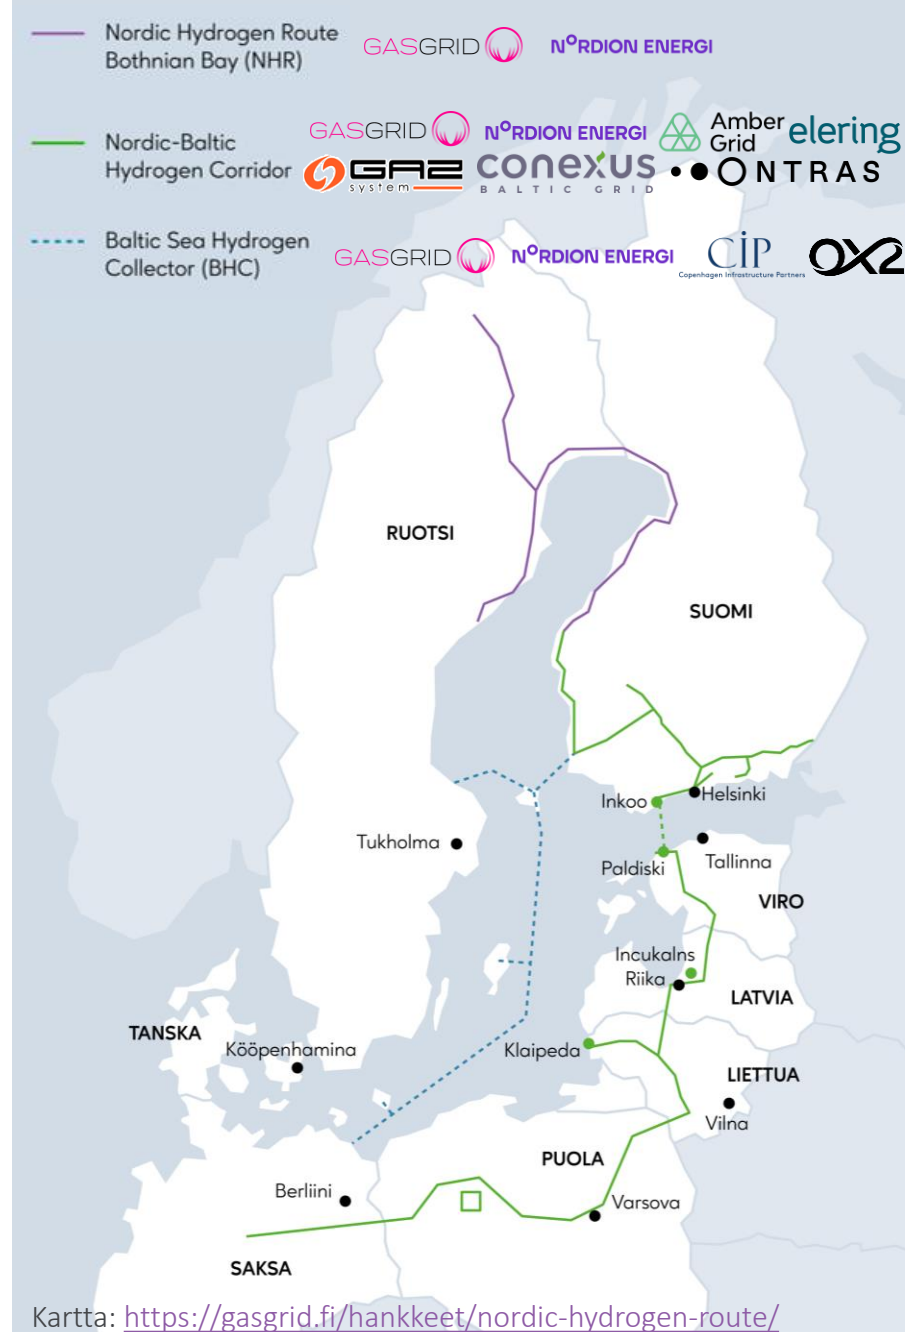 Nordic Hydrogen Route
Bothnian Bay (NHR)
GASGRID
NORDION ENERGI
Nordic-Baltic
Hydrogen Corridor
GASGRID
NORDION ENERGI
Amber
Grid
elering
GAZ
system
conexus
BALTIC GRID
ONTRAS
Baltic Sea Hydrogen
Collector (BHC)
GASGRID
NORDION ENERGI
CIP
Copenhagen Infrastructure Partners
OX2
RUOTSI
SUOMI
Inkoo
Helsinki
Tukholma
Paldiski
Tallinna
VIRO
Incukalns
Riika
LATVIA
TANSKA
Kööpenhamina
Klaipeda
LIETTUA
Vilna
PUOLA
Berliini
Varsova
SAKSA
Kartta: https://gasgrid.fi/hankkeet/nordic-hydrogen-route/